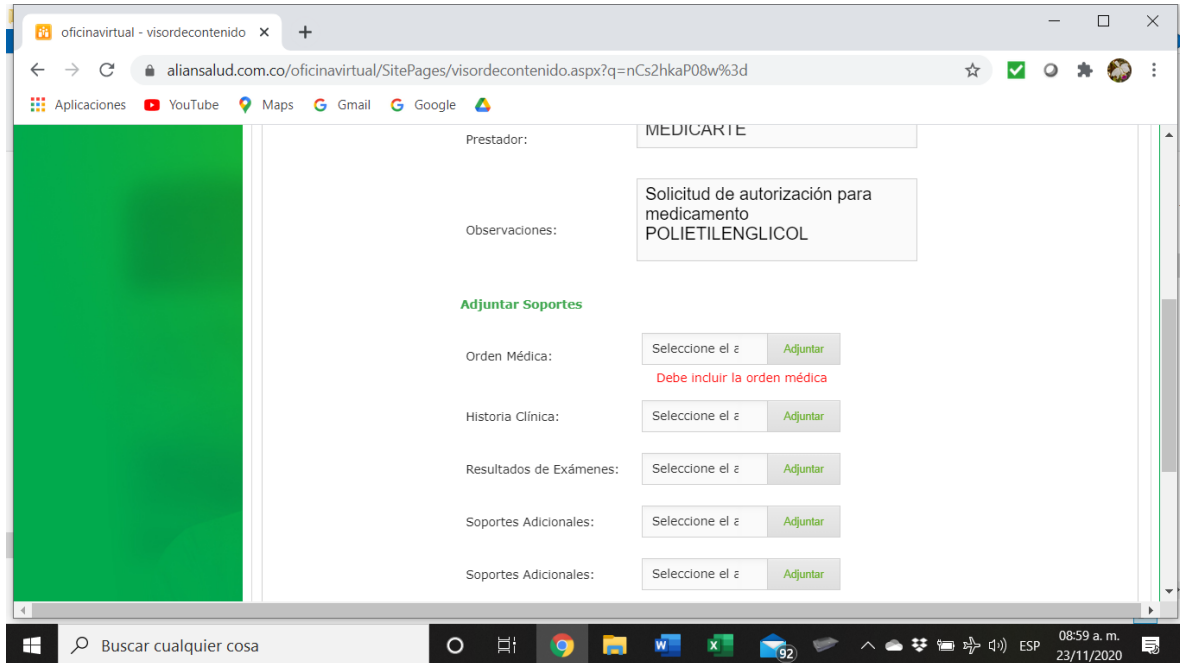 oficinavirtual - visordecontenido
aliansalud.com.co/oficinavirtual/SitePages/visordecontenido.aspx?q=nCs2hkaP08w%3d
Aplicaciones YouTube Maps Gmail Google
Prestador: MEDICARTE
Observaciones:
Solicitud de autorización para
medicamento
POLIETILENGLICOL
Adjuntar Soportes
Orden Médica: Seleccione el a Adjuntar
Debe incluir la orden médica
Historia Clínica: Seleccione el a Adjuntar
Resultados de Exámenes: Seleccione el a Adjuntar
Soportes Adicionales: Seleccione el a Adjuntar
Soportes Adicionales: Seleccione el a Adjuntar
Buscar cualquier cosa 92 ESP 08:59 a. m.
23/11/2020